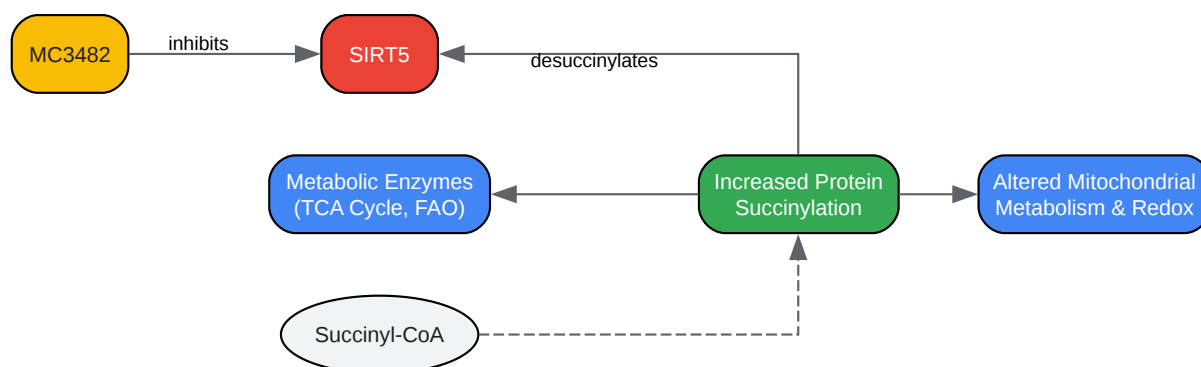 MC3482
inhibits
SIRT5
desuccinylates
Metabolic Enzymes
(TCA Cycle, FAO)
Increased Protein
Succinylation
Altered Mitochondrial
Metabolism & Redox
Succinyl-CoA